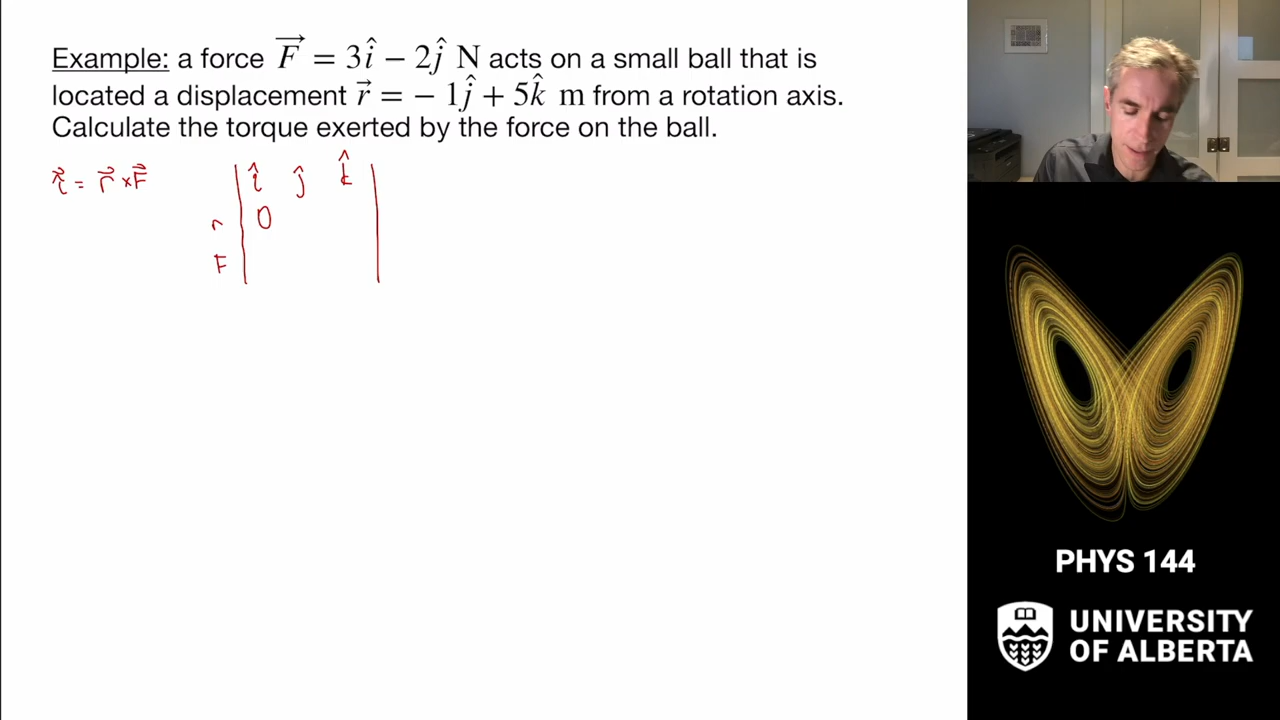 Example: a force F⃗ = 3î − 2ĵ N acts on a small ball that is
located a displacement r⃗ = − 1ĵ + 5k̂ m from a rotation axis.
Calculate the torque exerted by the force on the ball.
τ⃗ = r⃗ × F⃗
î ĵ k̂
r 0
F
PHYS 144
UNIVERSITY
OF ALBERTA